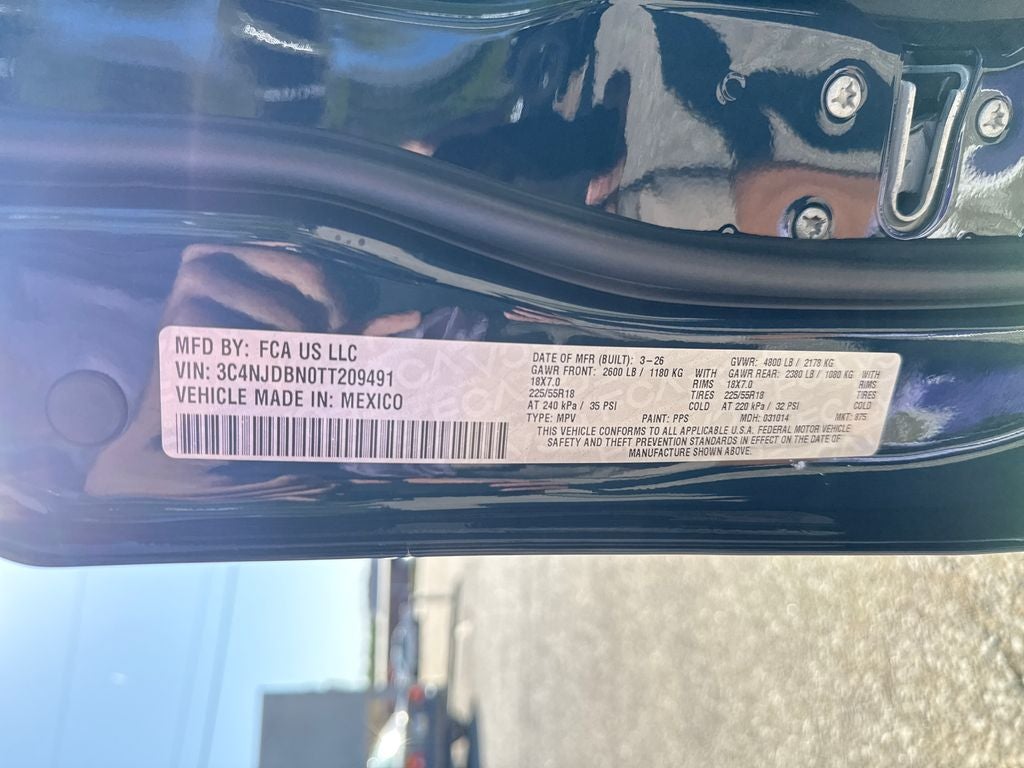 MFD BY: FCA US LLC
VIN: 3C4NJDBN0TT209491
VEHICLE MADE IN: MEXICO
DATE OF MFR (BUILT): 3-26 GVWR: 4800 LB / 2178 KG
GAWR FRONT: 2600 LB / 1180 KG WITH GAWR REAR: 2380 LB / 1080 KG WITH
18X7.0 RIMS 18X7.0 RIMS
225/55R18 TIRES 225/55R18 TIRES
AT 240 kPa / 35 PSI COLD AT 220 kPa / 32 PSI COLD
TYPE: MPV PAINT: PPS MDH: 031014 MKT: 875
THIS VEHICLE CONFORMS TO ALL APPLICABLE U.S.A. FEDERAL MOTOR VEHICLE
SAFETY AND THEFT PREVENTION STANDARDS IN EFFECT ON THE DATE OF
MANUFACTURE SHOWN ABOVE.